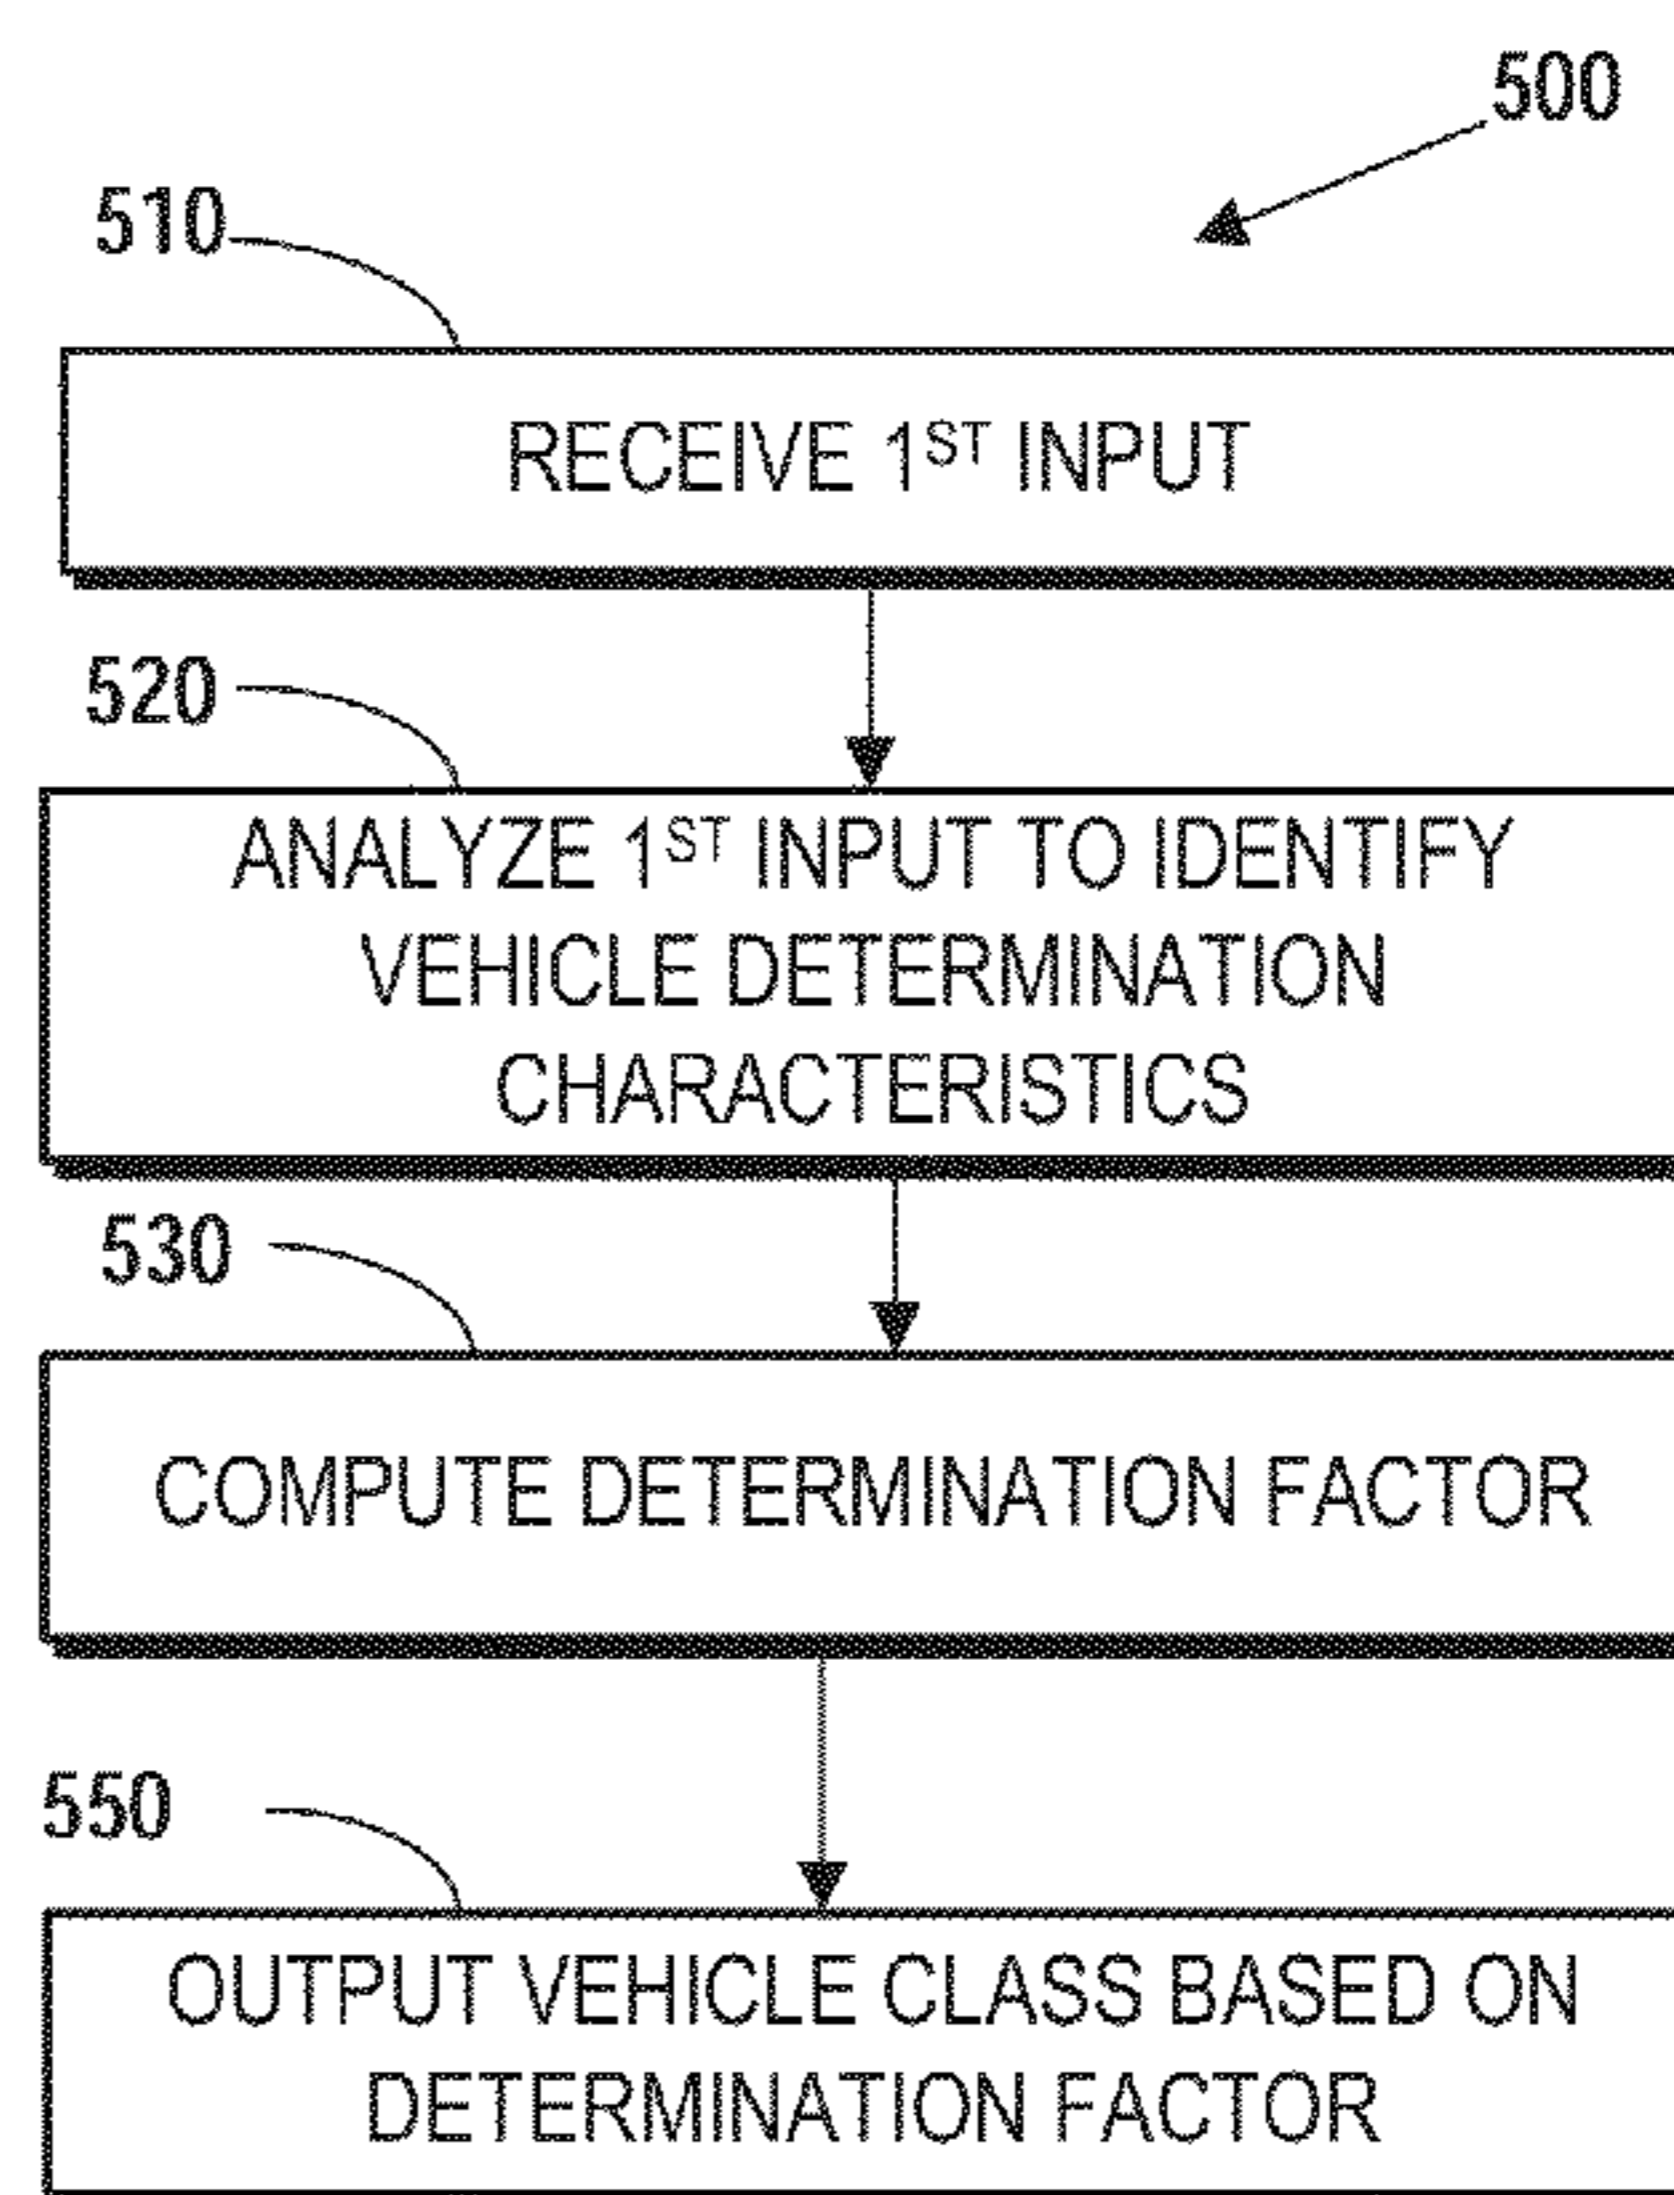 500
510
RECEIVE 1ST INPUT
520
ANALYZE 1ST INPUT TO IDENTIFY
VEHICLE DETERMINATION
CHARACTERISTICS
530
COMPUTE DETERMINATION FACTOR
550
OUTPUT VEHICLE CLASS BASED ON
DETERMINATION FACTOR